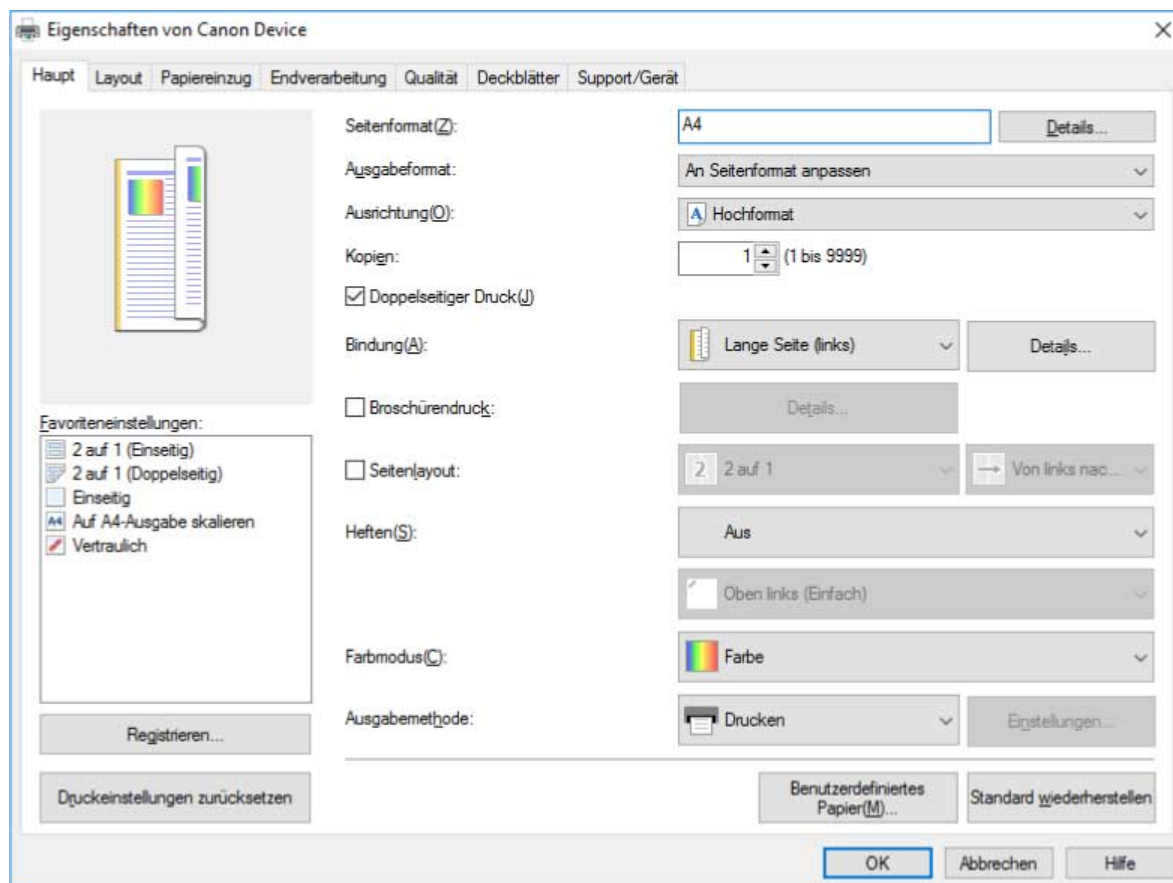 Eigenschaften von Canon Device
Haupt Layout Papiereinzug Endverarbeitung Qualität Deckblätter Support/Gerät
Seitenformat(Z): A4 Details...
Ausgabeformat: An Seitenformat anpassen
Ausrichtung(O): A Hochformat
Kopien: 1 (1 bis 9999)
Doppelseitiger Druck(J)
Bindung(A): Lange Seite (links) Details...
Broschürendruck: Details...
Seitenlayout: 2 2 auf 1 Von links nac...
Heften(S): Aus
Oben links (Einfach)
Farbmodus(C): Farbe
Ausgabemethode: Drucken Einstellungen...
Favoriteneinstellungen:
2 auf 1 (Einseitig)
2 auf 1 (Doppelseitig)
Einseitig
A4 Auf A4-Ausgabe skalieren
Vertraulich
Registrieren...
Druckeinstellungen zurücksetzen
Benutzerdefiniertes
Papier(M)...
Standard wiederherstellen
OK Abbrechen Hilfe